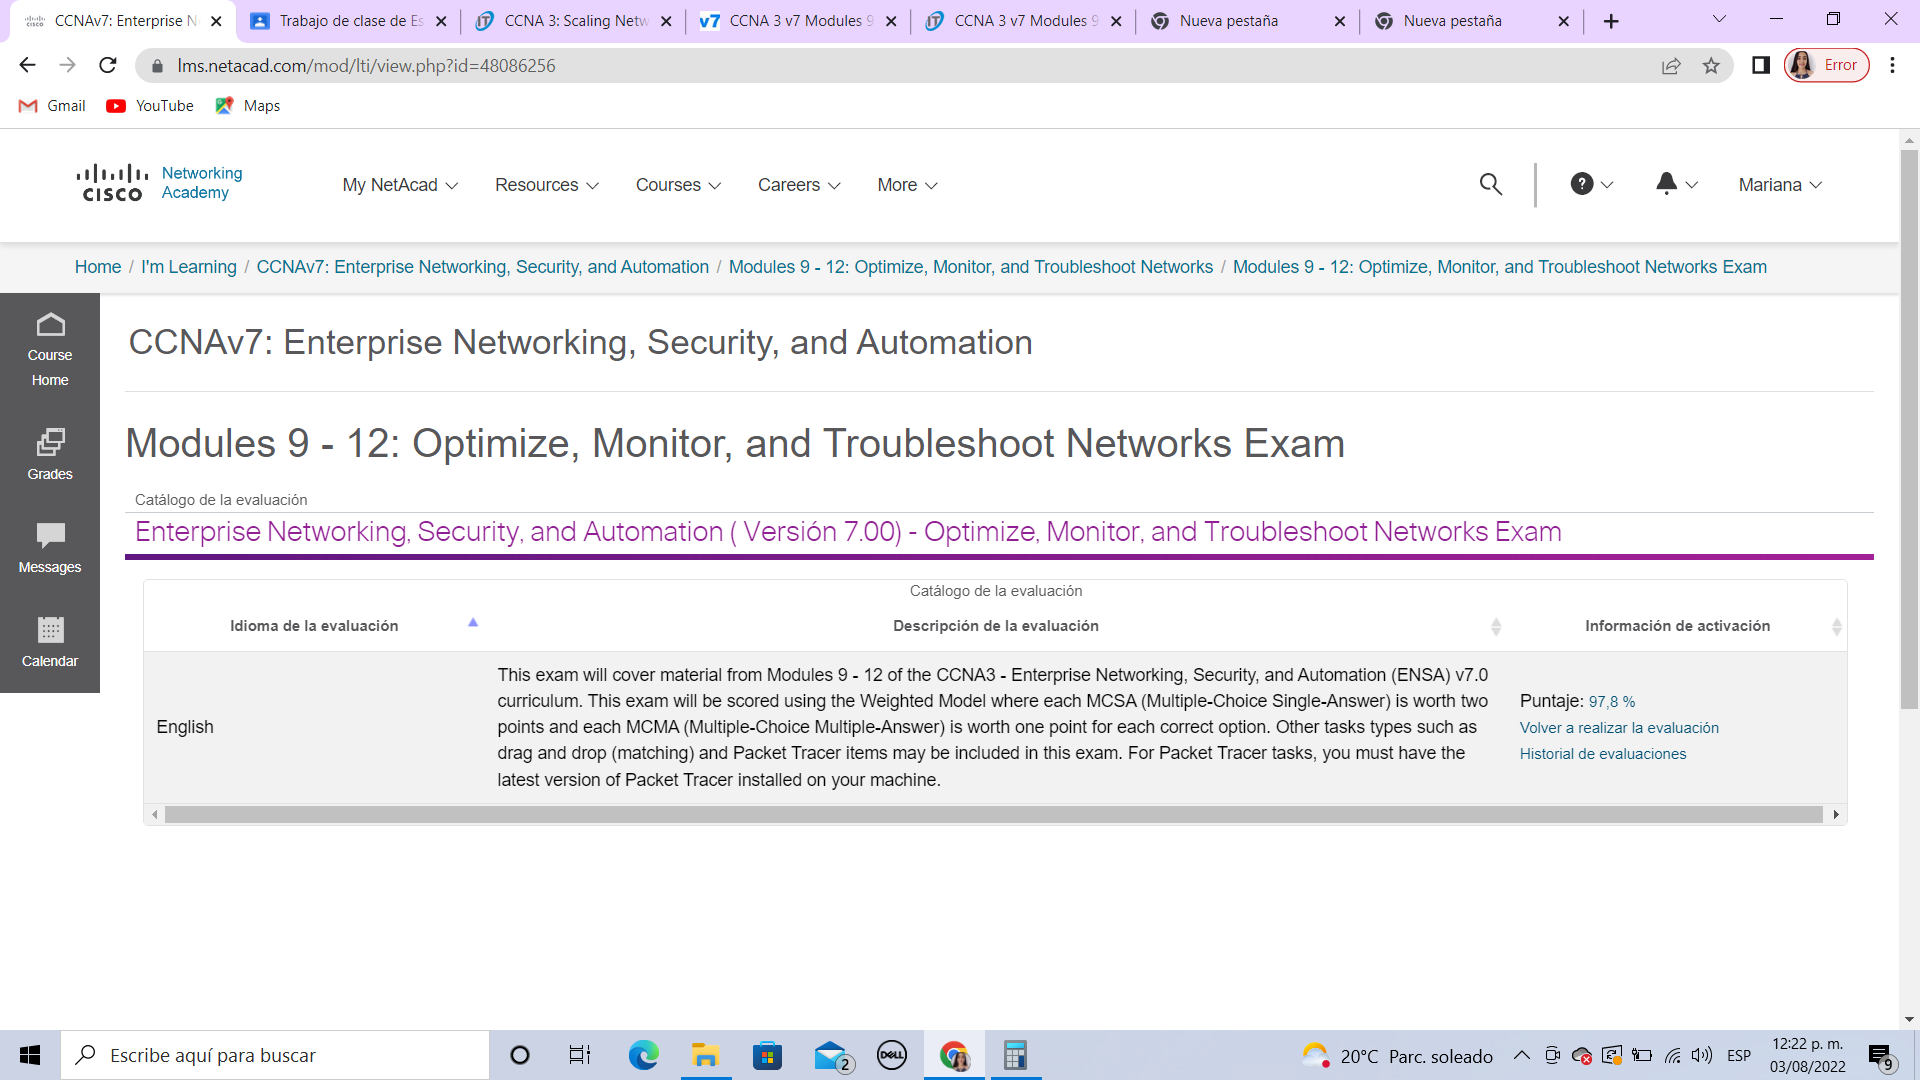 CCNAv7: Enterprise N
Trabajo de clase de Es
CCNA 3: Scaling Netw
CCNA 3 v7 Modules 9
CCNA 3 v7 Modules 9
Nueva pestaña
Nueva pestaña
lms.netacad.com/mod/lti/view.php?id=48086256
Error
Gmail
YouTube
Maps
CISCO
Networking
Academy
My NetAcad
Resources
Courses
Careers
More
Mariana
Home / I'm Learning / CCNAv7: Enterprise Networking, Security, and Automation / Modules 9 - 12: Optimize, Monitor, and Troubleshoot Networks / Modules 9 - 12: Optimize, Monitor, and Troubleshoot Networks Exam
Course
Home
Grades
Messages
Calendar
CCNAv7: Enterprise Networking, Security, and Automation
Modules 9 - 12: Optimize, Monitor, and Troubleshoot Networks Exam
Catálogo de la evaluación
Enterprise Networking, Security, and Automation ( Versión 7.00) - Optimize, Monitor, and Troubleshoot Networks Exam
Catálogo de la evaluación
Idioma de la evaluación
Descripción de la evaluación
Información de activación
English
This exam will cover material from Modules 9 - 12 of the CCNA3 - Enterprise Networking, Security, and Automation (ENSA) v7.0
curriculum. This exam will be scored using the Weighted Model where each MCSA (Multiple-Choice Single-Answer) is worth two
points and each MCMA (Multiple-Choice Multiple-Answer) is worth one point for each correct option. Other tasks types such as
drag and drop (matching) and Packet Tracer items may be included in this exam. For Packet Tracer tasks, you must have the
latest version of Packet Tracer installed on your machine.
Puntaje: 97,8 %
Volver a realizar la evaluación
Historial de evaluaciones
Escribe aquí para buscar
2
DELL
20°C Parc. soleado
ESP
12:22 p. m.
03/08/2022
9